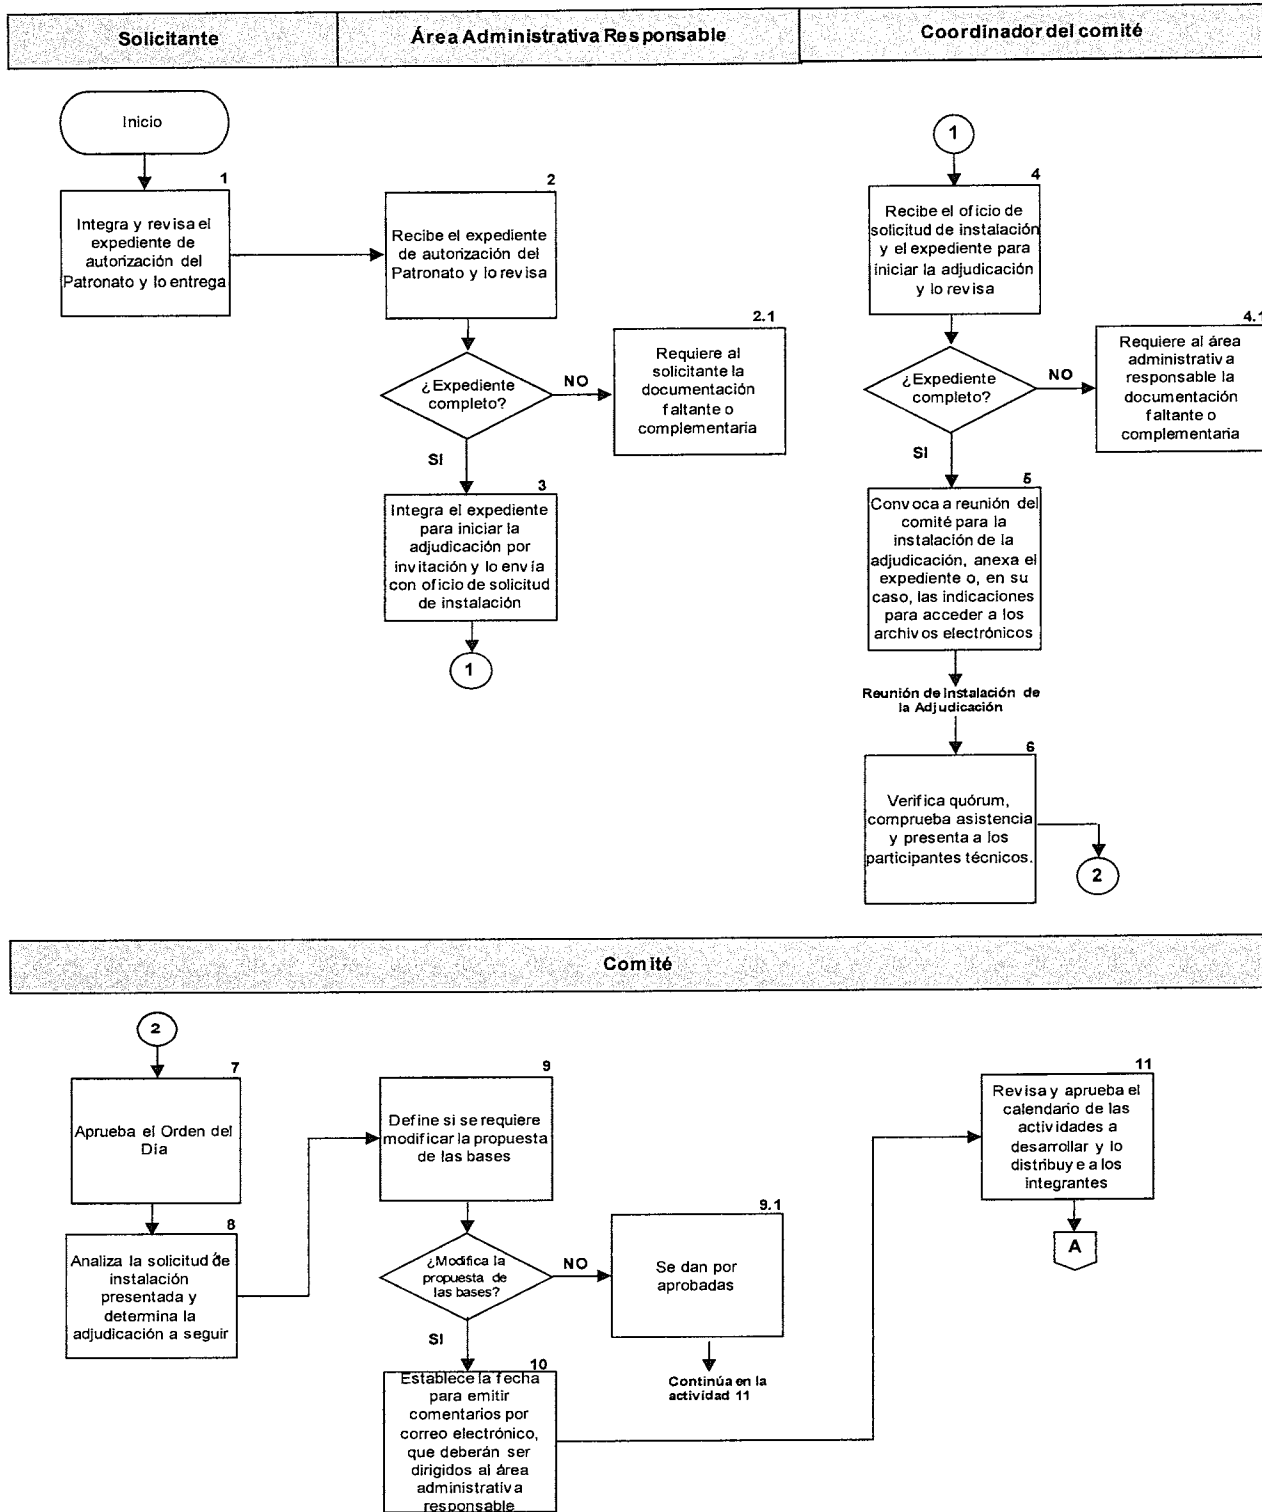 Solicitante
Área Administrativa Responsable
Coordinador del comité
Inicio
1
Integra y revisa el
expediente de
autorización del
Patronato y lo entrega
2
Recibe el expediente
de autorización del
Patronato y lo revisa
¿Expediente
completo?
NO
2.1
Requiere al
solicitante la
documentación
faltante o
complementaria
SI
3
Integra el expediente
para iniciar la
adjudicación por
invitación y lo envía
con oficio de solicitud
de instalación
1
1
4
Recibe el oficio de
solicitud de instalación
y el expediente para
iniciar la adjudicación
y lo revisa
¿Expediente
completo?
NO
4.1
Requiere al área
administrativa
responsable la
documentación
faltante o
complementaria
SI
5
Convoca a reunión del
comité para la
instalación de la
adjudicación, anexa el
expediente o, en su
caso, las indicaciones
para acceder a los
archivos electrónicos
Reunión de Instalación de
la Adjudicación
6
Verifica quórum,
comprueba asistencia
y presenta a los
participantes técnicos.
2
Comité
2
7
Aprueba el Orden del
Día
8
Analiza la solicitud de
instalación
presentada y
determina la
adjudicación a seguir
9
Define si se requiere
modificar la propuesta
de las bases
¿Modifica la
propuesta de
las bases?
NO
9.1
Se dan por
aprobadas
Continúa en la
actividad 11
SI
10
Establece la fecha
para emitir
comentarios por
correo electrónico,
que deberán ser
dirigidos al área
administrativa
responsable
11
Revisa y aprueba el
calendario de las
actividades a
desarrollar y lo
distribuye a los
integrantes
A